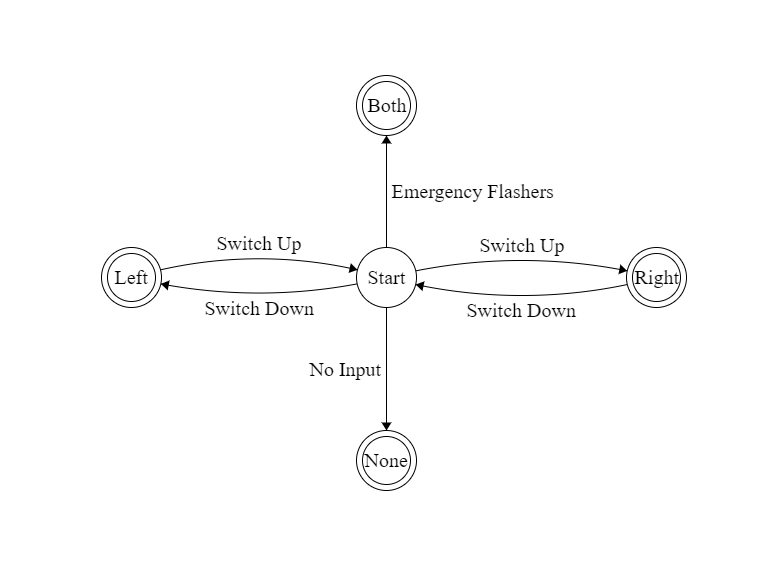 Both
Emergency Flashers
Switch Up
Switch Up
Left
Start
Right
Switch Down
Switch Down
No Input
None